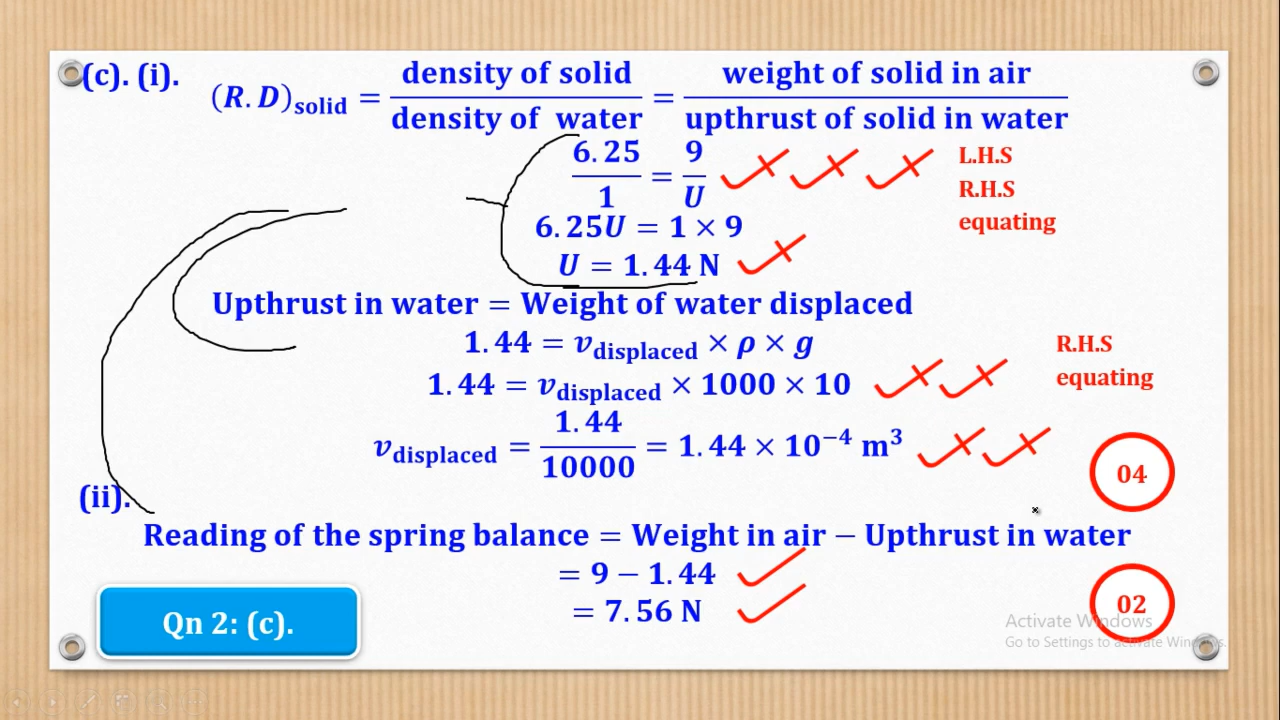 (c). (i).
(R.D)solid = density of solid / density of water = weight of solid in air / upthrust of solid in water
6.25/1 = 9/U
L.H.S
R.H.S
equating
6.25U = 1 × 9
U = 1.44 N
Upthrust in water = Weight of water displaced
1.44 = vdisplaced × ρ × g
R.H.S
equating
1.44 = vdisplaced × 1000 × 10
vdisplaced = 1.44/10000 = 1.44 × 10⁻⁴ m³
04
(ii).
Reading of the spring balance = Weight in air − Upthrust in water
= 9 − 1.44
= 7.56 N
02
Qn 2: (c).
Activate Windows
Go to Settings to activate Windows.